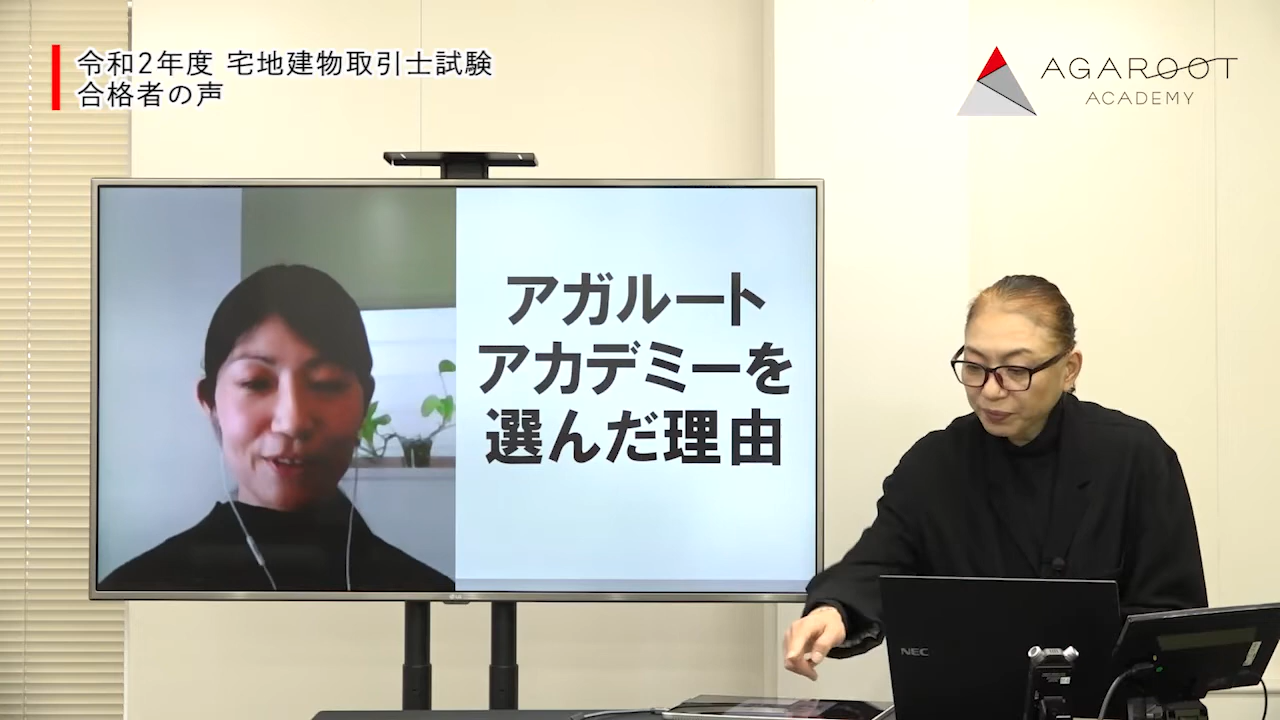 令和2年度 宅地建物取引士試験
合格者の声
AGAROOT
ACADEMY
アガルート
アカデミーを
選んだ理由
NEC